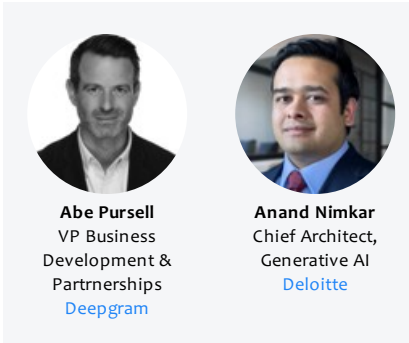 Abe Pursell
VP Business
Development &
Partrnerships
Deepgram
Anand Nimkar
Chief Architect,
Generative AI
Deloitte